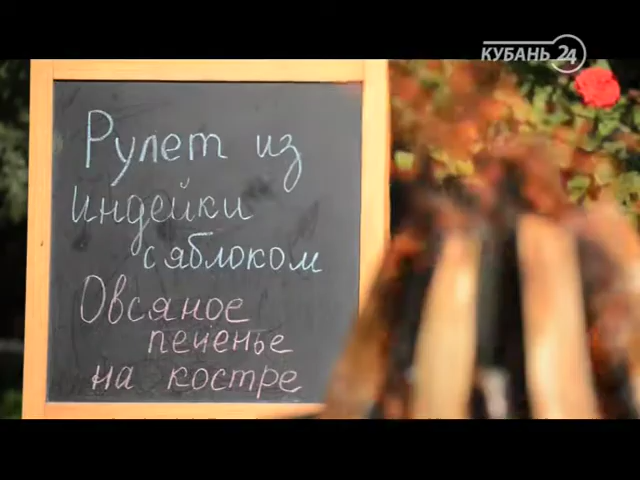 КУБАНЬ 24
Рулет из
индейки
с яблоком
Овсяное
печенье
на костре